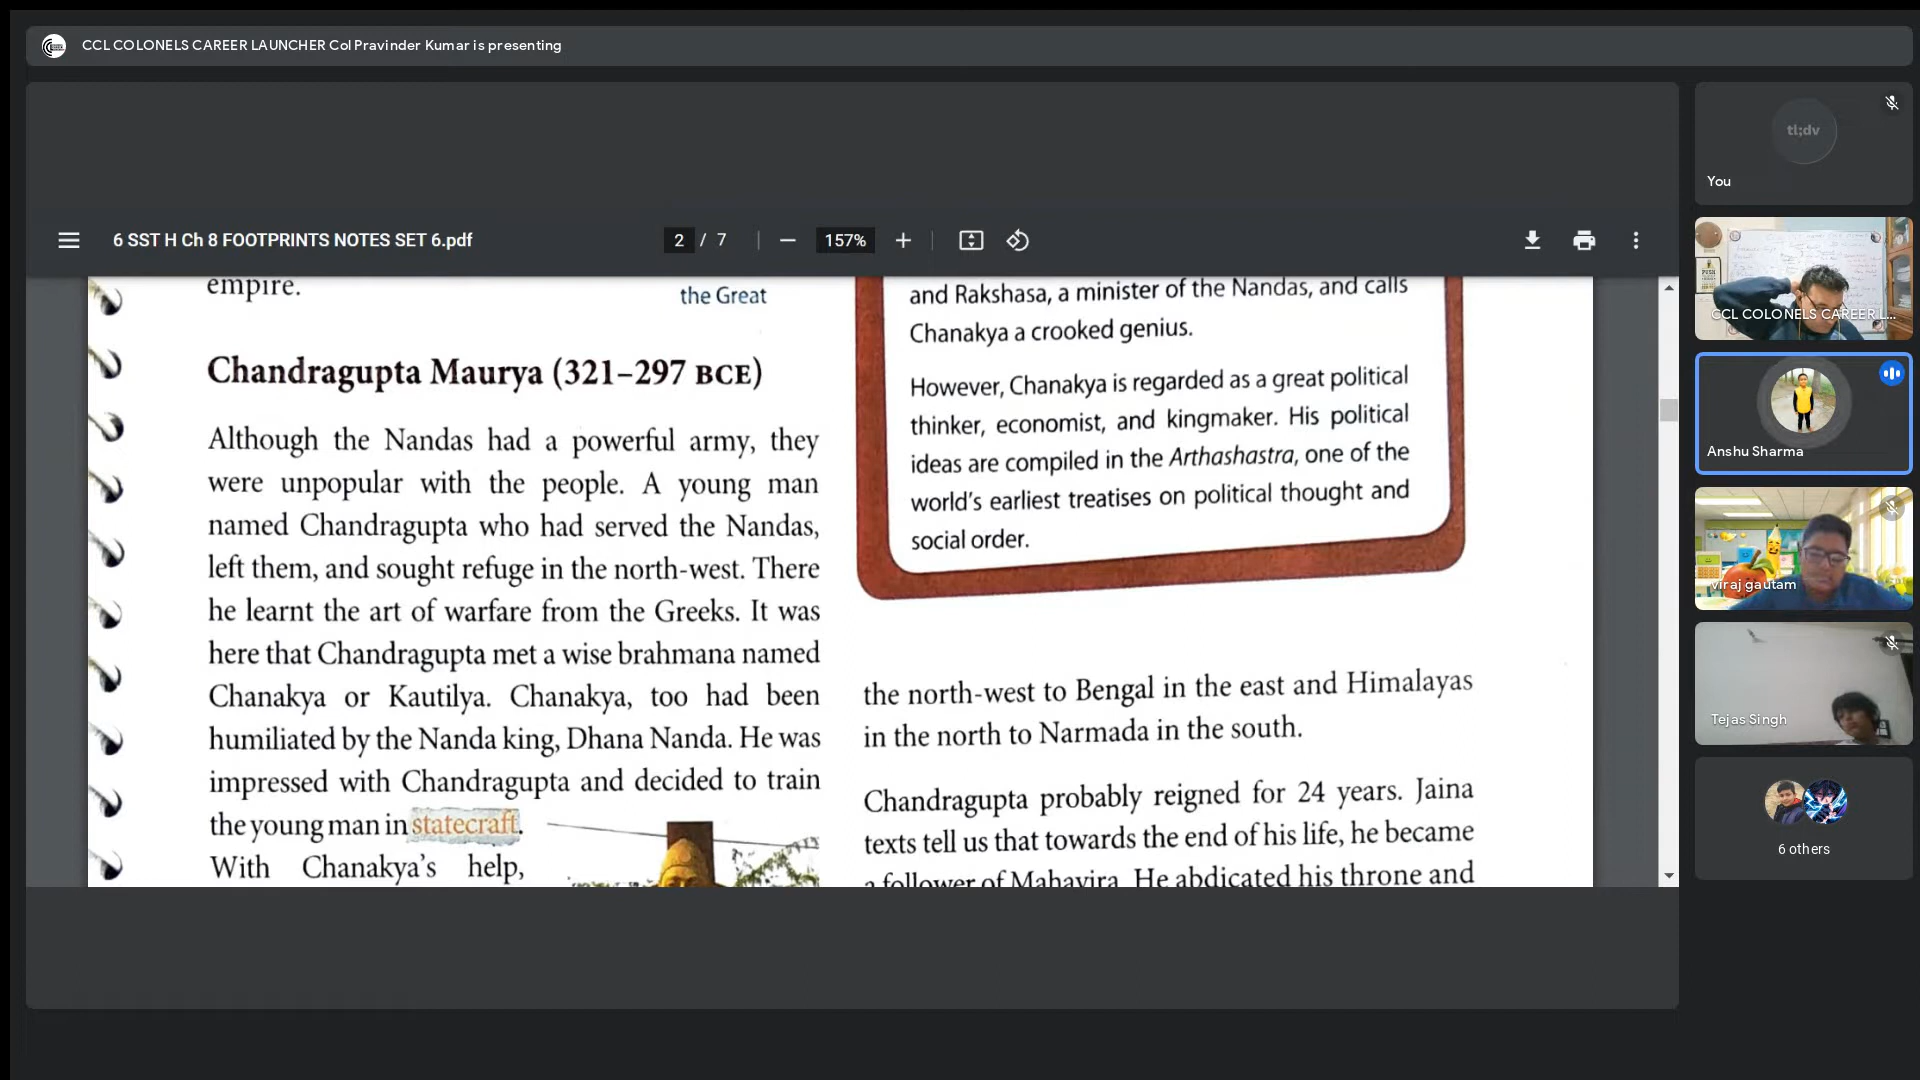 CCL COLONELS CAREER LAUNCHER Col Pravinder Kumar is presenting
6 SST H Ch 8 FOOTPRINTS NOTES SET 6.pdf
2 / 7
157%
empire.
the Great
Chandragupta Maurya (321–297 BCE)
Although the Nandas had a powerful army, they
were unpopular with the people. A young man
named Chandragupta who had served the Nandas,
left them, and sought refuge in the north-west. There
he learnt the art of warfare from the Greeks. It was
here that Chandragupta met a wise brahmana named
Chanakya or Kautilya. Chanakya, too had been
humiliated by the Nanda king, Dhana Nanda. He was
impressed with Chandragupta and decided to train
the young man in statecraft.
With Chanakya's help,
and Rakshasa, a minister of the Nandas, and calls
Chanakya a crooked genius.
However, Chanakya is regarded as a great political
thinker, economist, and kingmaker. His political
ideas are compiled in the Arthashastra, one of the
world's earliest treatises on political thought and
social order.
the north-west to Bengal in the east and Himalayas
in the north to Narmada in the south.
Chandragupta probably reigned for 24 years. Jaina
texts tell us that towards the end of his life, he became
a follower of Mahavira. He abdicated his throne and
tl;dv
You
CCL COLONELS CAREER L...
Anshu Sharma
viraj gautam
Tejas Singh
6 others